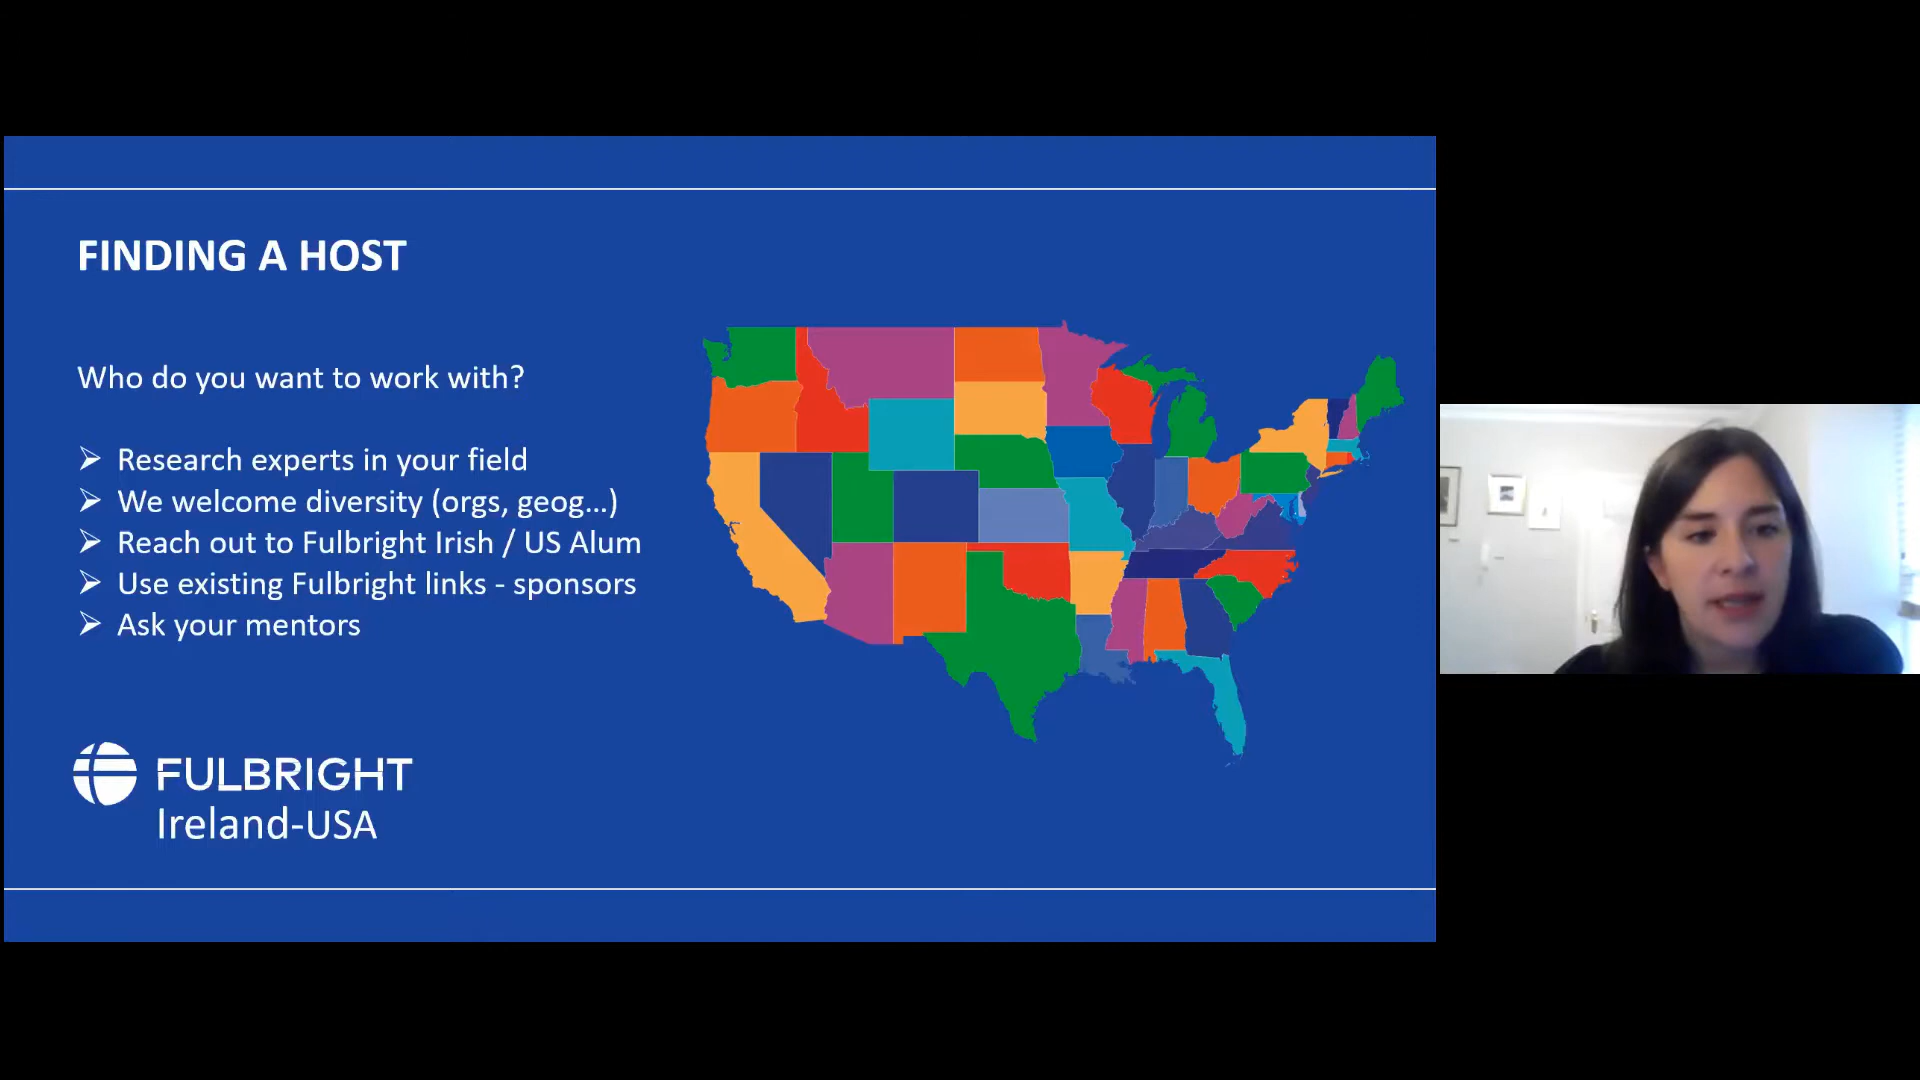 FINDING A HOST
Who do you want to work with?
➢ Research experts in your field
➢ We welcome diversity (orgs, geog...)
➢ Reach out to Fulbright Irish / US Alum
➢ Use existing Fulbright links - sponsors
➢ Ask your mentors
FULBRIGHT
Ireland-USA